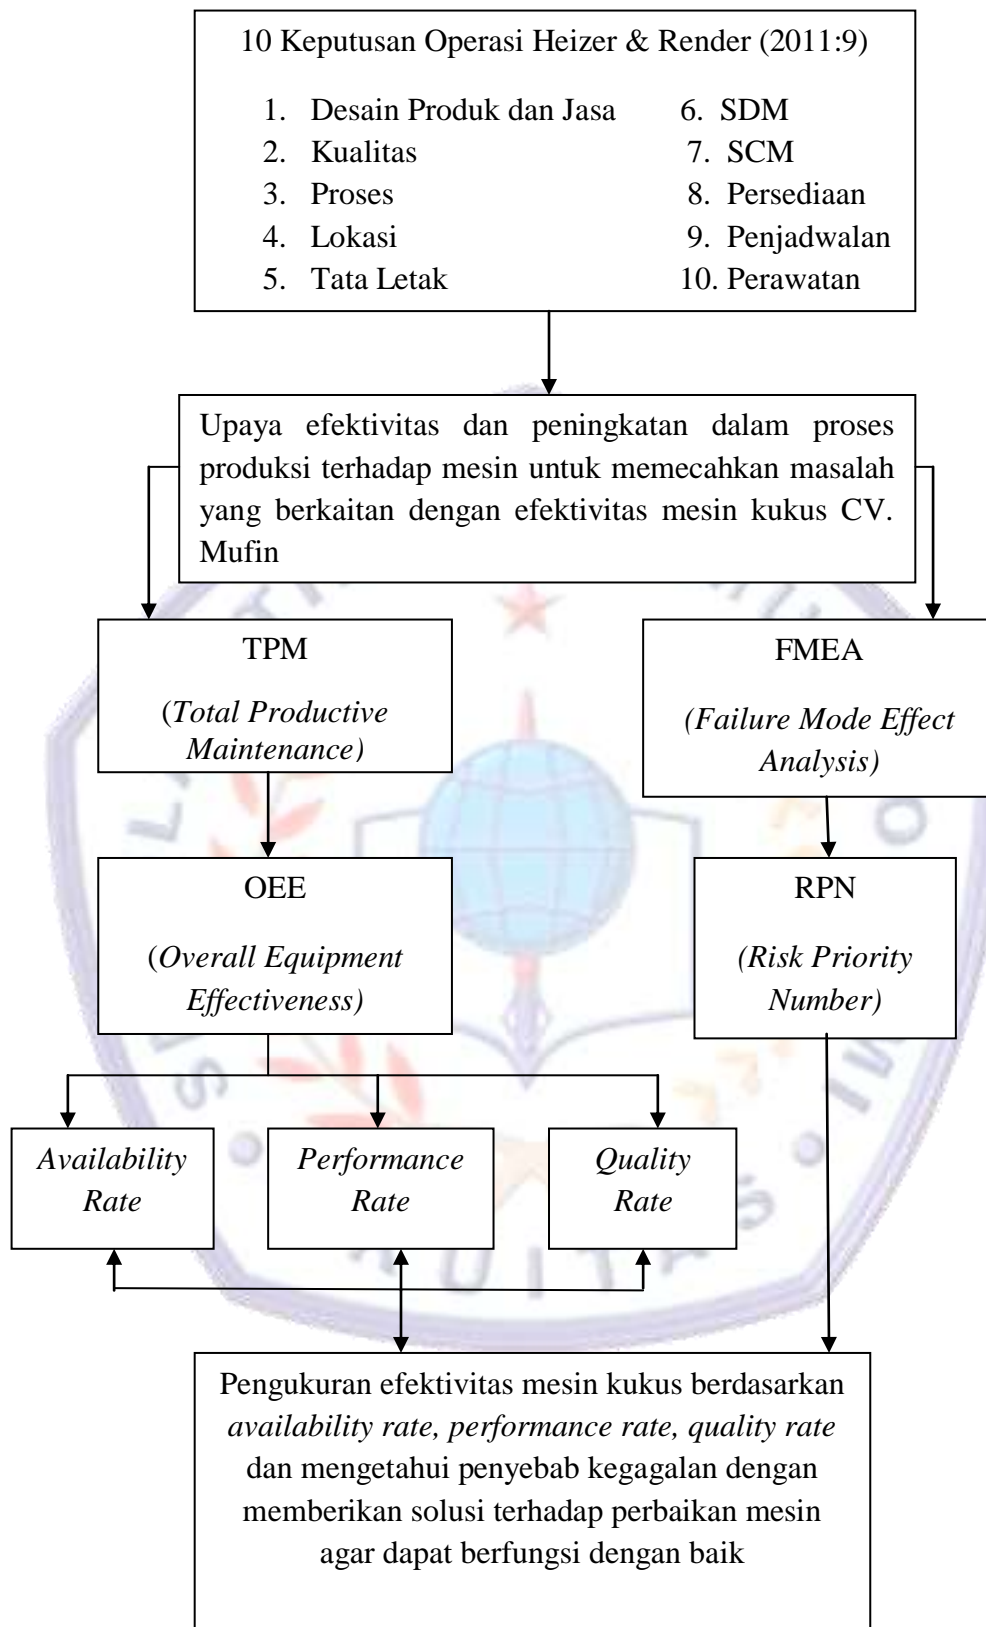 10 Keputusan Operasi Heizer & Render (2011:9)
1. Desain Produk dan Jasa
2. Kualitas
3. Proses
4. Lokasi
5. Tata Letak
6. SDM
7. SCM
8. Persediaan
9. Penjadwalan
10. Perawatan
Upaya efektivitas dan peningkatan dalam proses
produksi terhadap mesin untuk memecahkan masalah
yang berkaitan dengan efektivitas mesin kukus CV.
Mufin
TPM
(Total Productive
Maintenance)
FMEA
(Failure Mode Effect
Analysis)
OEE
(Overall Equipment
Effectiveness)
RPN
(Risk Priority
Number)
Availability
Rate
Performance
Rate
Quality
Rate
Pengukuran efektivitas mesin kukus berdasarkan
availability rate, performance rate, quality rate
dan mengetahui penyebab kegagalan dengan
memberikan solusi terhadap perbaikan mesin
agar dapat berfungsi dengan baik